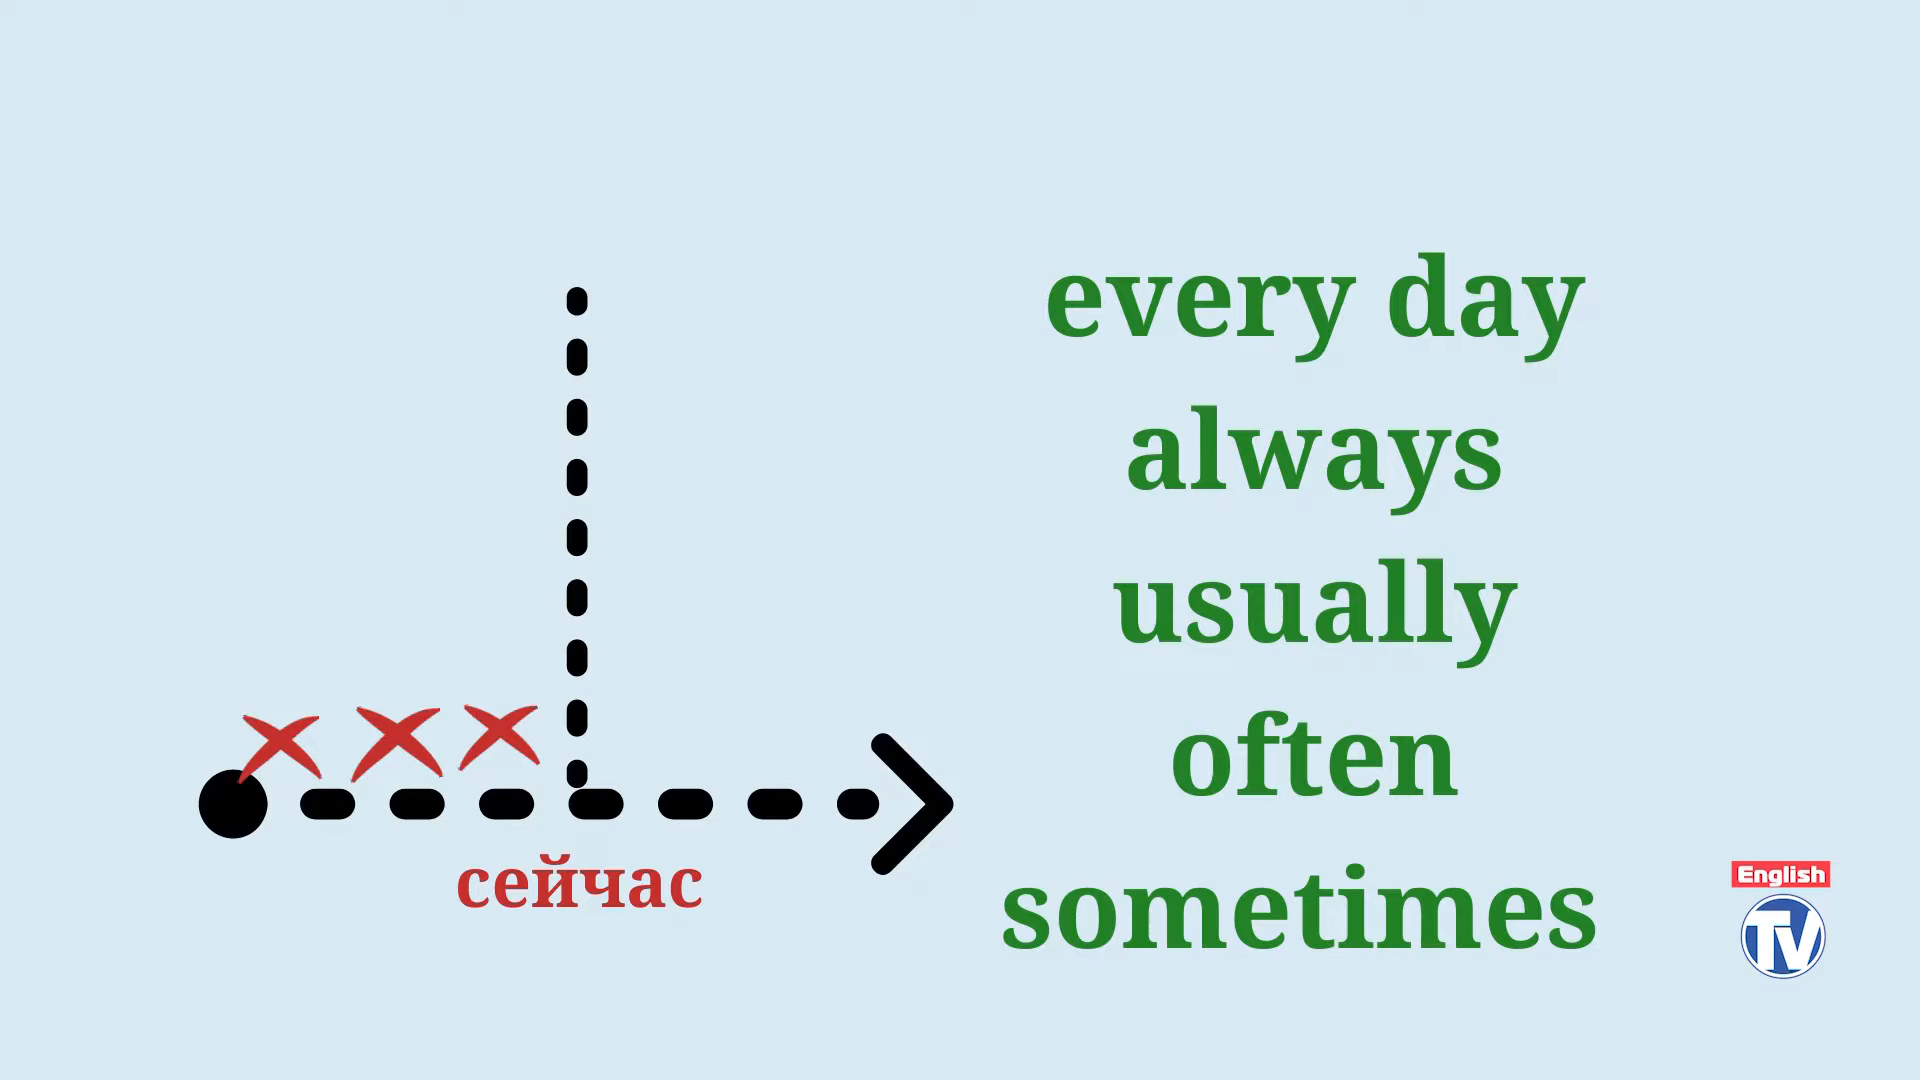 every day
always
usually
often
sometimes
сейчас
English
TV